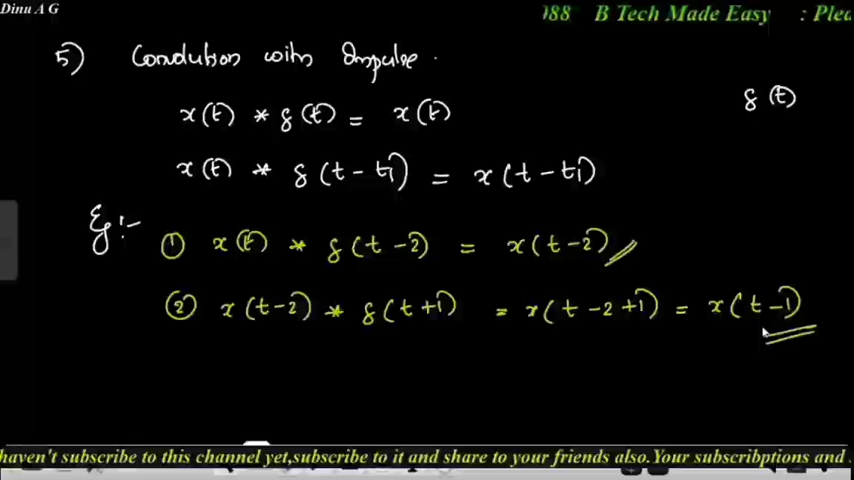 Dinu A G
088 B Tech Made Easy : Plea
5) Convolution with Impulse.
x(t) * δ(t) = x(t)
δ(t)
x(t) * δ(t-t1) = x(t-t1)
Eg:-
① x(t) * δ(t-2) = x(t-2)
② x(t-2) * δ(t+1) = x(t-2+1) = x(t-1)
haven't subscribe to this channel yet,subscribe to it and share to your friends also.Your subscribptions and